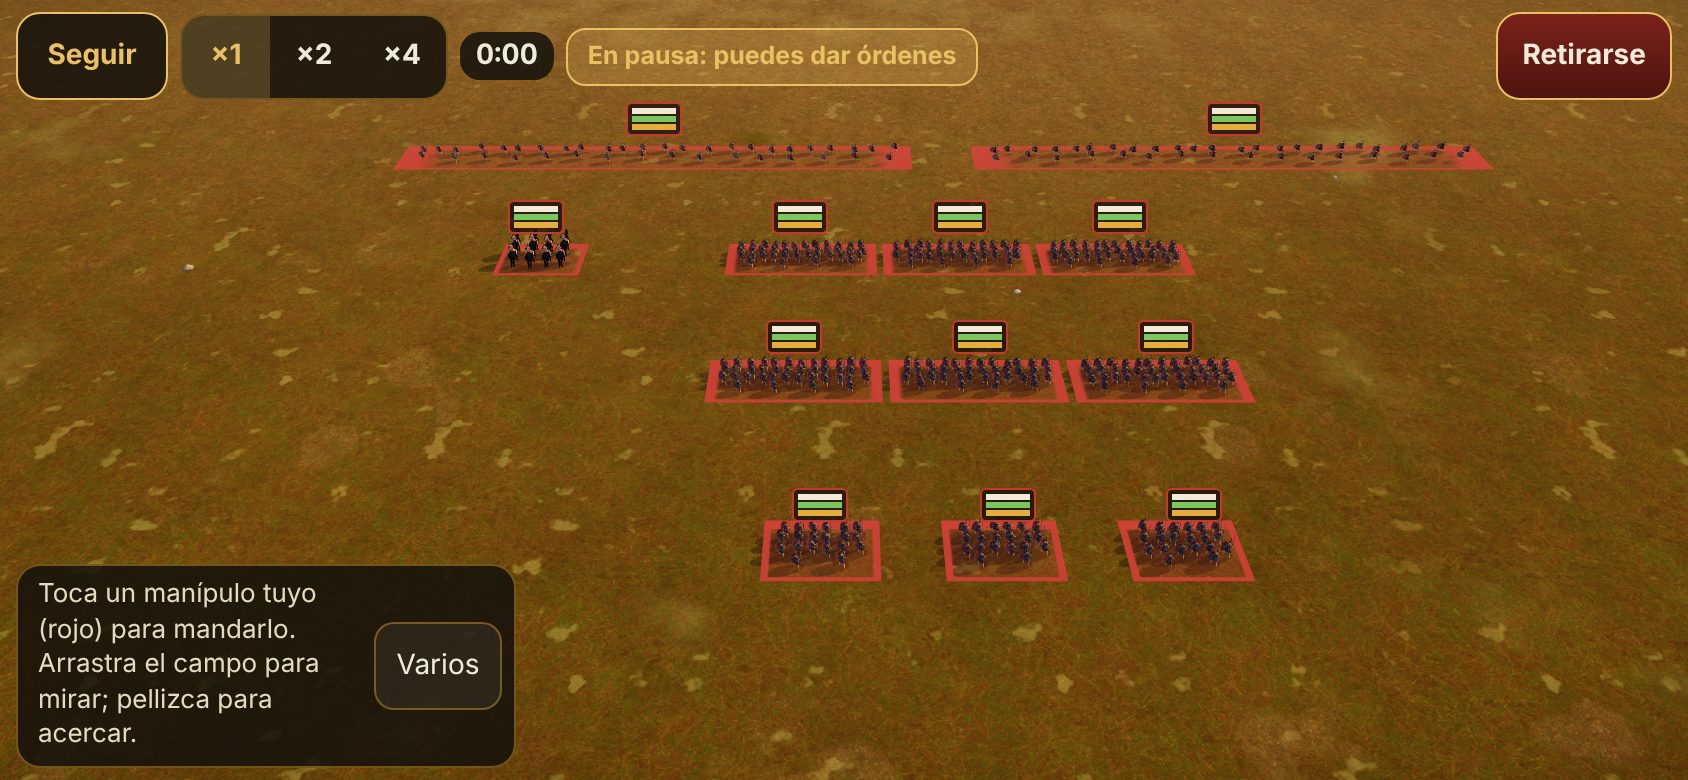 Seguir
×1
×2
×4
0:00
En pausa: puedes dar órdenes
Retirarse
Toca un manípulo tuyo
(rojo) para mandarlo.
Arrastra el campo para
mirar; pellizca para
acercar.
Varios